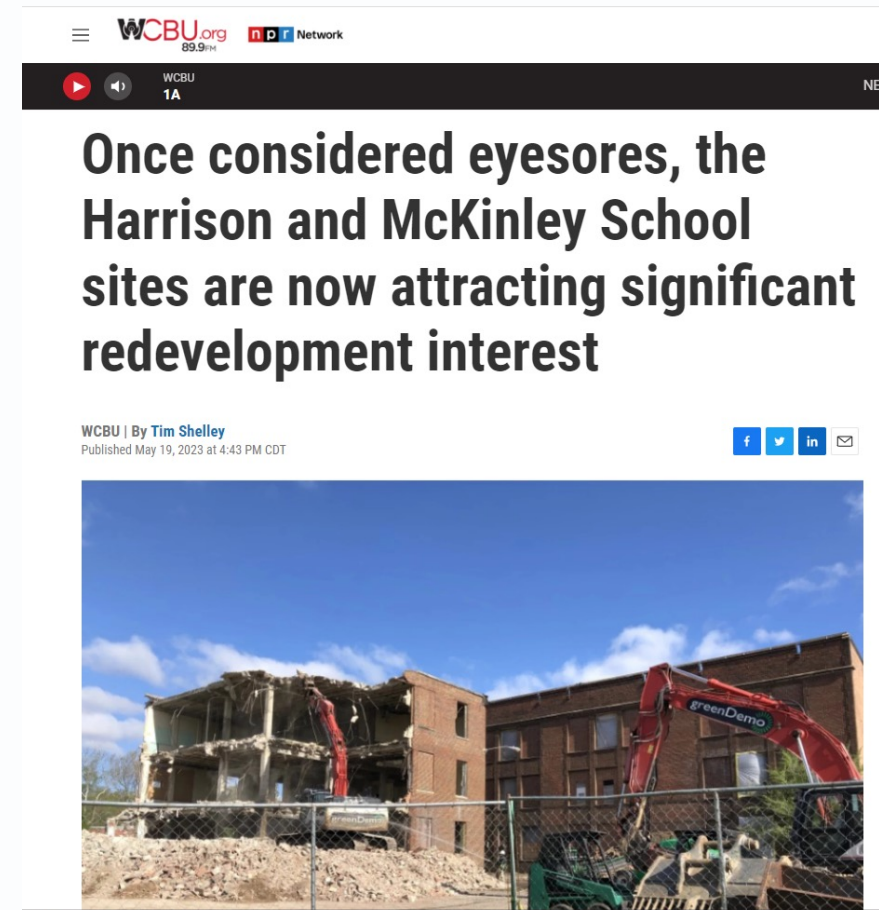 WCBU.org
89.9FM
npr Network
WCBU
1A
NE
Once considered eyesores, the
Harrison and McKinley School
sites are now attracting significant
redevelopment interest
WCBU | By Tim Shelley
Published May 19, 2023 at 4:43 PM CDT
f
in
greenDemo
greenDemo